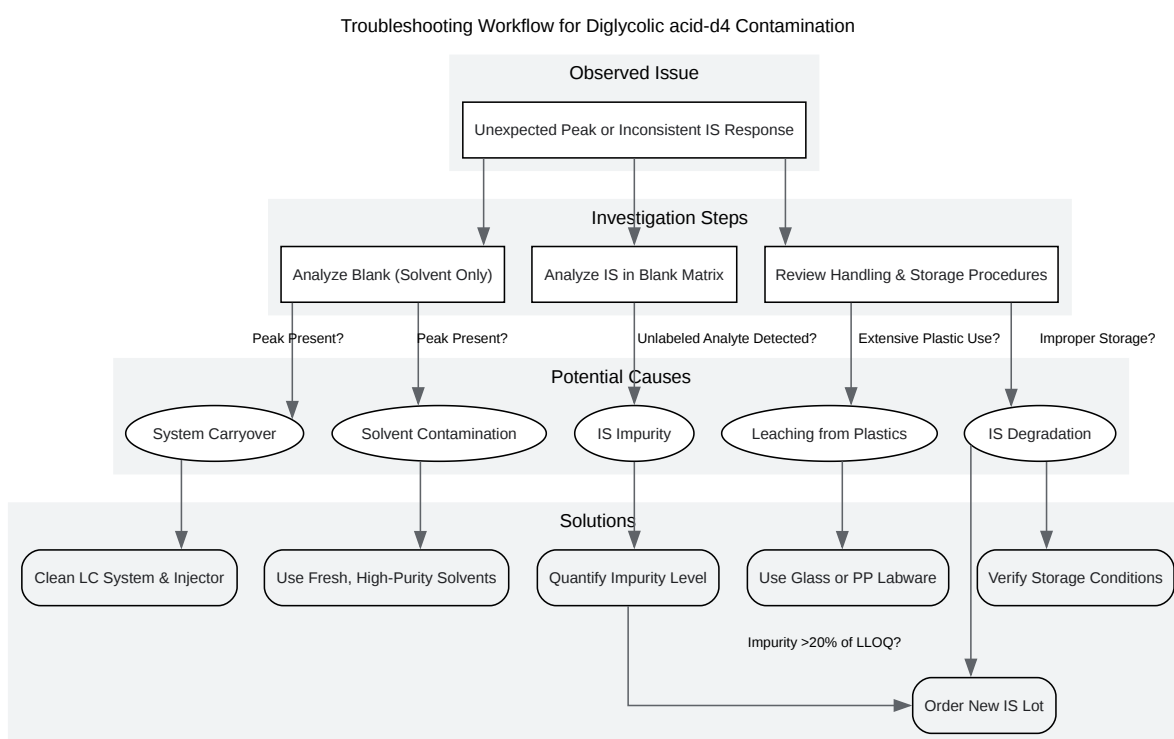 Troubleshooting Workflow for Diglycolic acid-d4 Contamination
Observed Issue
Unexpected Peak or Inconsistent IS Response
Investigation Steps
Analyze Blank (Solvent Only)
Analyze IS in Blank Matrix
Review Handling & Storage Procedures
Peak Present?
Peak Present?
Unlabeled Analyte Detected?
Extensive Plastic Use?
Improper Storage?
Potential Causes
System Carryover
Solvent Contamination
IS Impurity
Leaching from Plastics
IS Degradation
Solutions
Clean LC System & Injector
Use Fresh, High-Purity Solvents
Quantify Impurity Level
Use Glass or PP Labware
Verify Storage Conditions
Impurity >20% of LLOQ?
Order New IS Lot